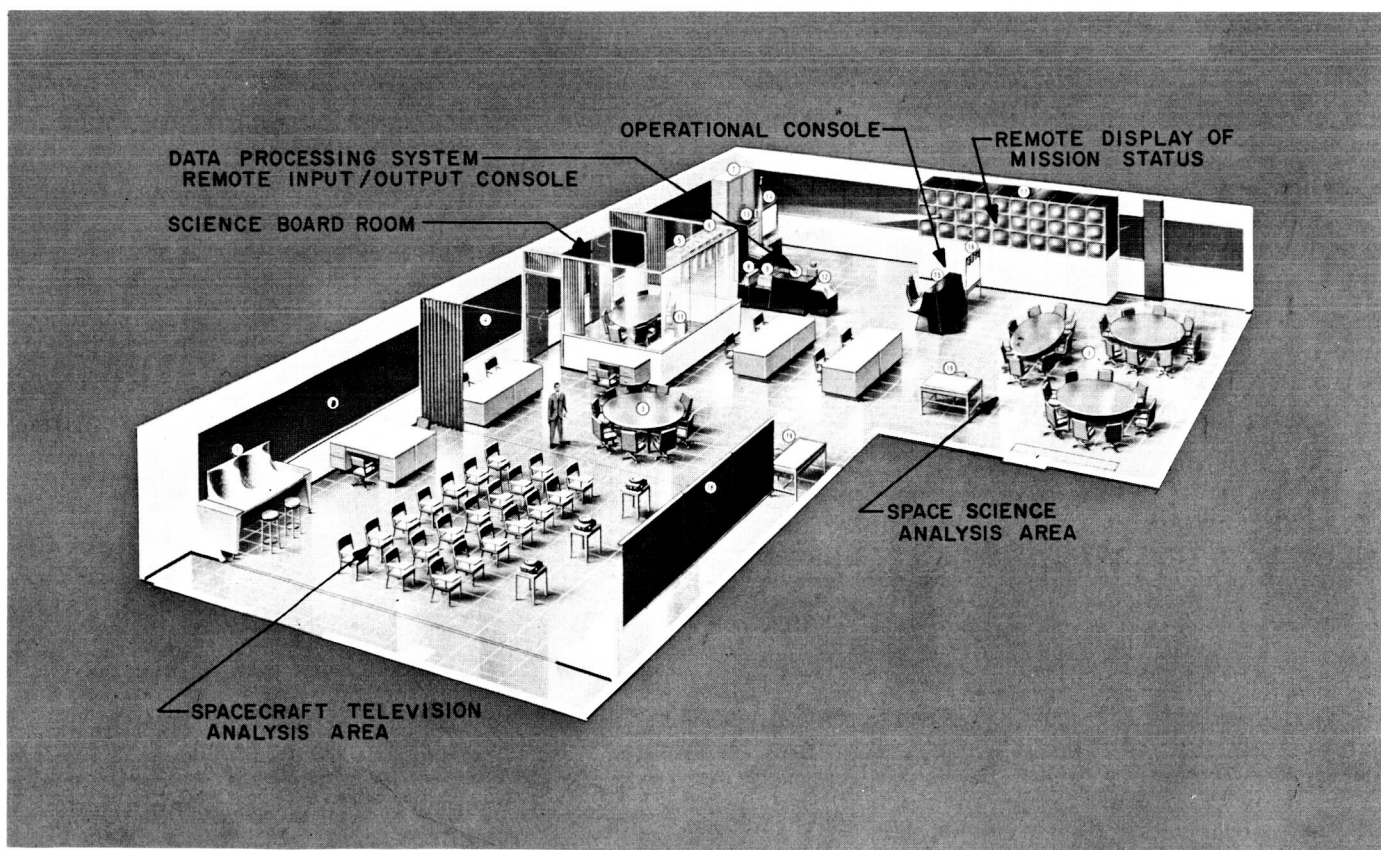 OPERATIONAL CONSOLE
REMOTE DISPLAY OF
MISSION STATUS
DATA PROCESSING SYSTEM
REMOTE INPUT/OUTPUT CONSOLE
SCIENCE BOARD ROOM
SPACE SCIENCE
ANALYSIS AREA
SPACECRAFT TELEVISION
ANALYSIS AREA